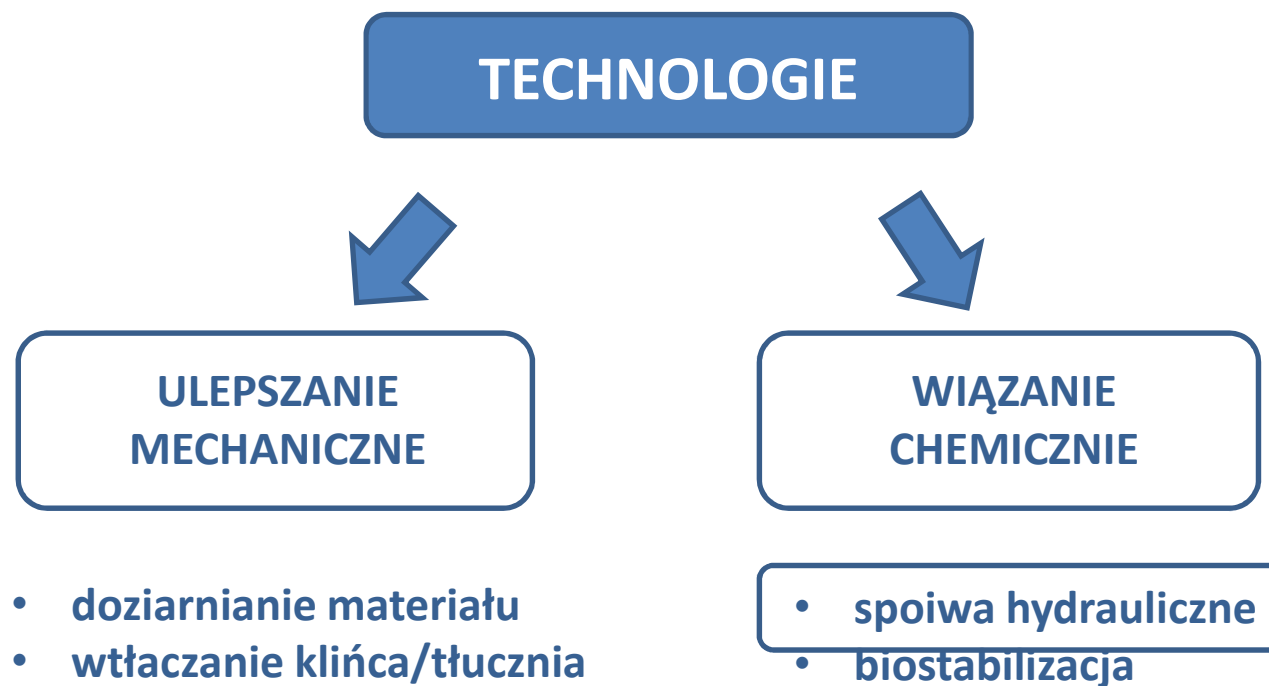 TECHNOLOGIE
ULEPSZANIE
MECHANICZNE
• doziarnianie materiału
• wtłaczanie klińca/tłucznia
WIĄZANIE
CHEMICZNIE
• spoiwa hydrauliczne
• biostabilizacja